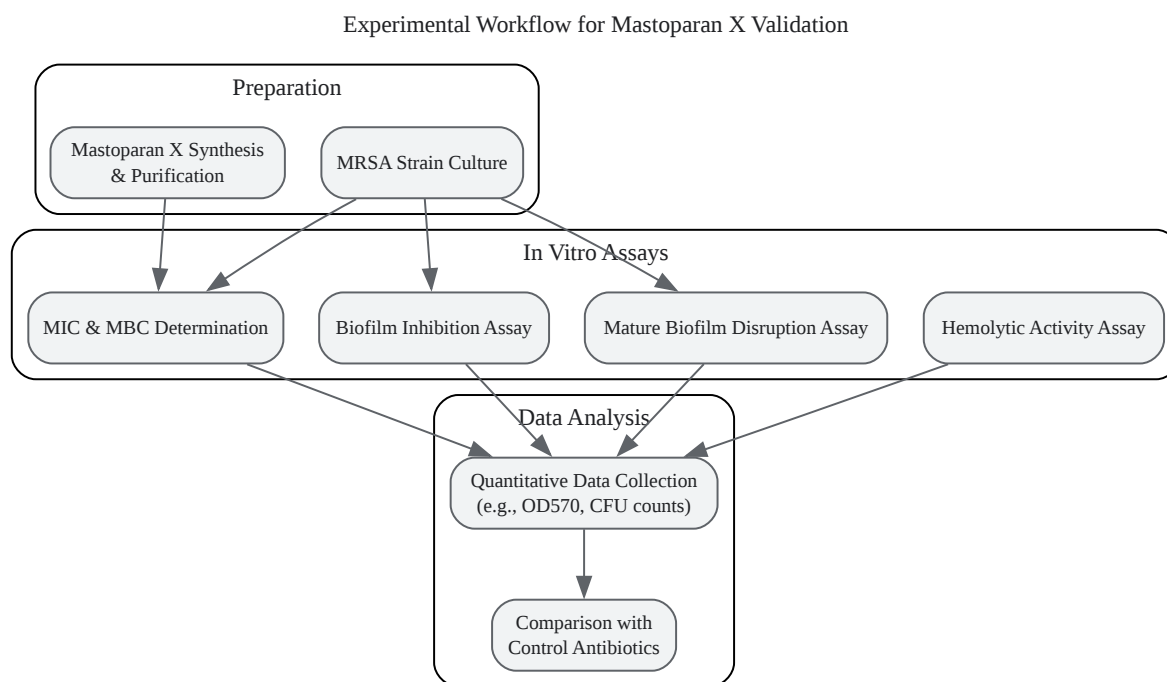 Experimental Workflow for Mastoparan X Validation
Preparation
Mastoparan X Synthesis
& Purification
MRSA Strain Culture
In Vitro Assays
MIC & MBC Determination
Biofilm Inhibition Assay
Mature Biofilm Disruption Assay
Hemolytic Activity Assay
Data Analysis
Quantitative Data Collection
(e.g., OD570, CFU counts)
Comparison with
Control Antibiotics